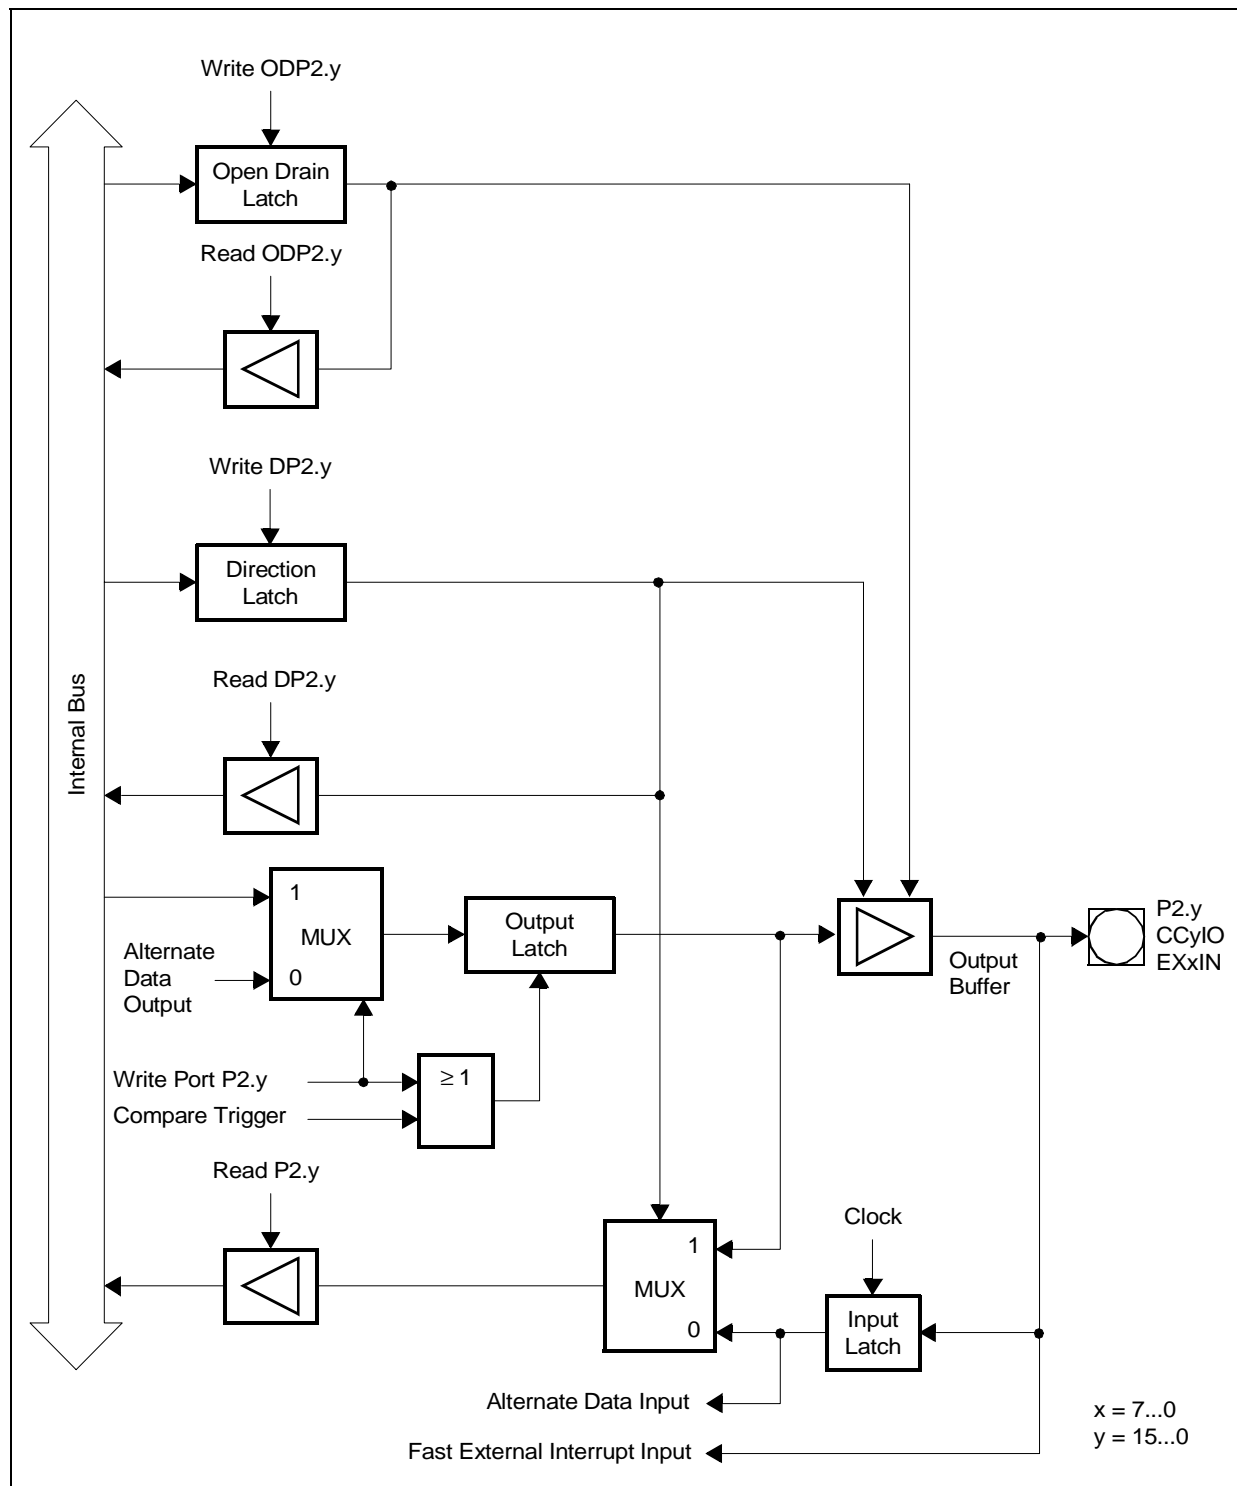 Write ODP2.y
Open Drain
Latch
Read ODP2.y
Write DP2.y
Direction
Latch
Read DP2.y
Internal Bus
1
MUX
0
Alternate
Data
Output
Output
Latch
Output
Buffer
P2.y
CCyIO
EXxIN
Write Port P2.y
≥ 1
Compare Trigger
Read P2.y
Clock
1
MUX
0
Input
Latch
Alternate Data Input
Fast External Interrupt Input
x = 7...0
y = 15...0